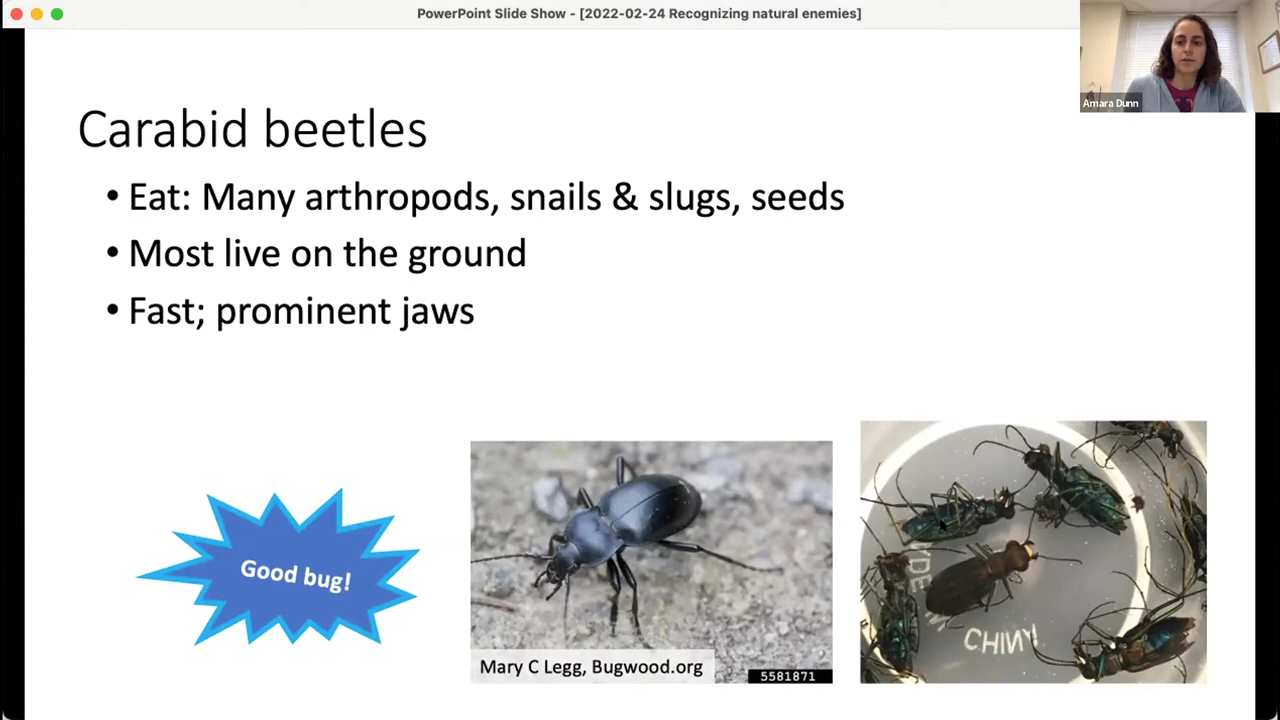 PowerPoint Slide Show - [2022-02-24 Recognizing natural enemies]
Amara Dunn
Carabid beetles
• Eat: Many arthropods, snails & slugs, seeds
• Most live on the ground
• Fast; prominent jaws
Good bug!
Mary C Legg, Bugwood.org
5581871